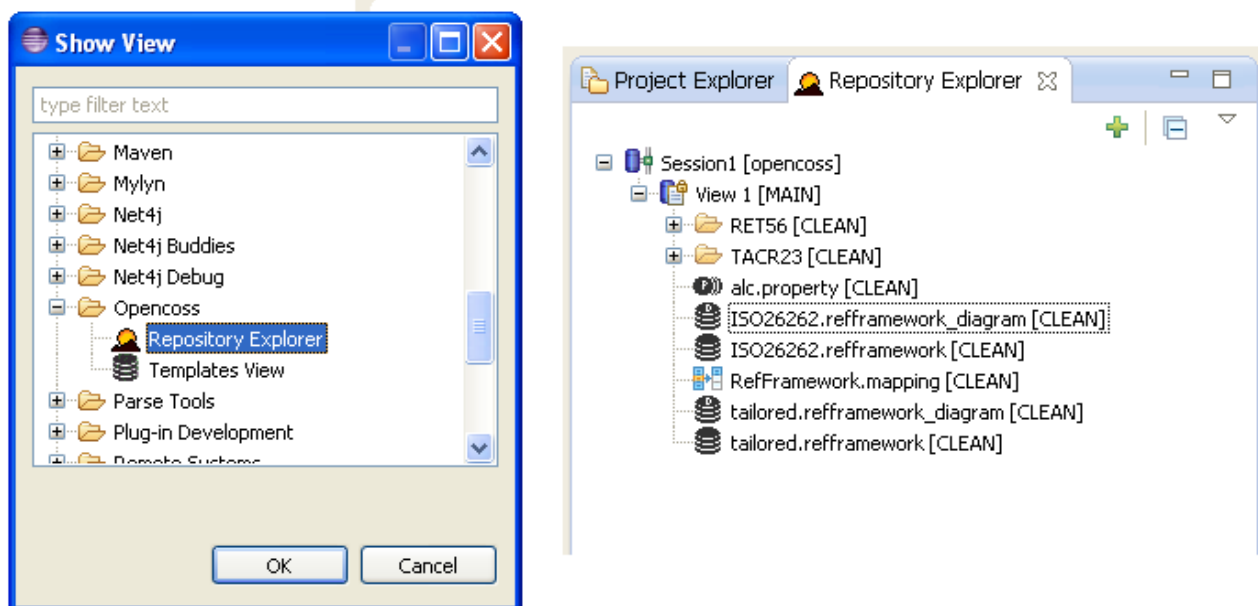 Show View
type filter text
Maven
Mylyn
Net4j
Net4j Buddies
Net4j Debug
Opencoss
Repository Explorer
Templates View
Parse Tools
Plug-in Development
Remote Systems
OK Cancel
Project Explorer Repository Explorer
Session1 [opencoss]
View 1 [MAIN]
RET56 [CLEAN]
TACR23 [CLEAN]
alc.property [CLEAN]
ISO26262.refframework_diagram [CLEAN]
ISO26262.refframework [CLEAN]
RefFramework.mapping [CLEAN]
tailored.refframework_diagram [CLEAN]
tailored.refframework [CLEAN]